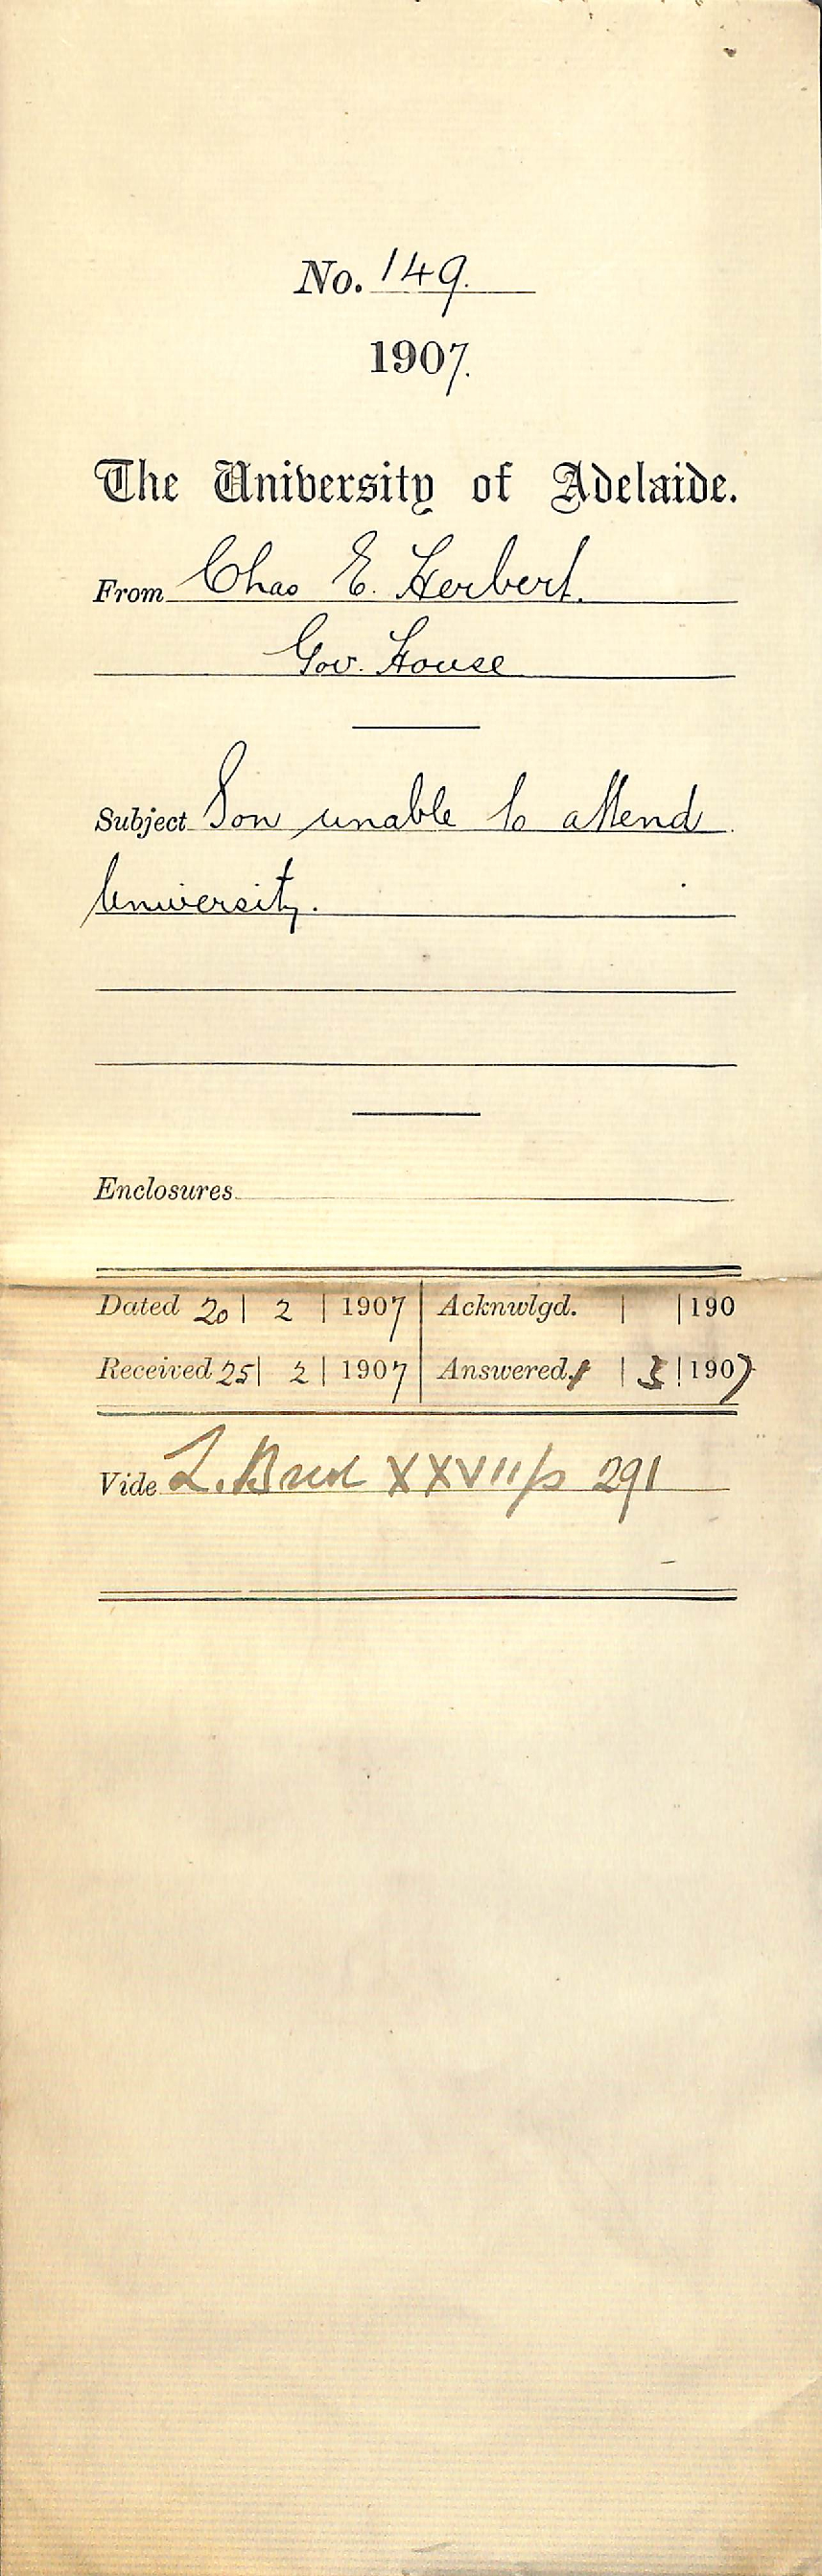 No. 149.
1907.
The University of Adelaide.
From Chas E. Herbert.
Gov. House
Subject Son unable to attend
University.
Enclosures
Dated 20 | 2 | 1907 | Acknwlgd. | | 190
Received 25 | 2 | 1907 | Answered. 1 | 3 | 1907
Vide L. Book XXVII/p 291